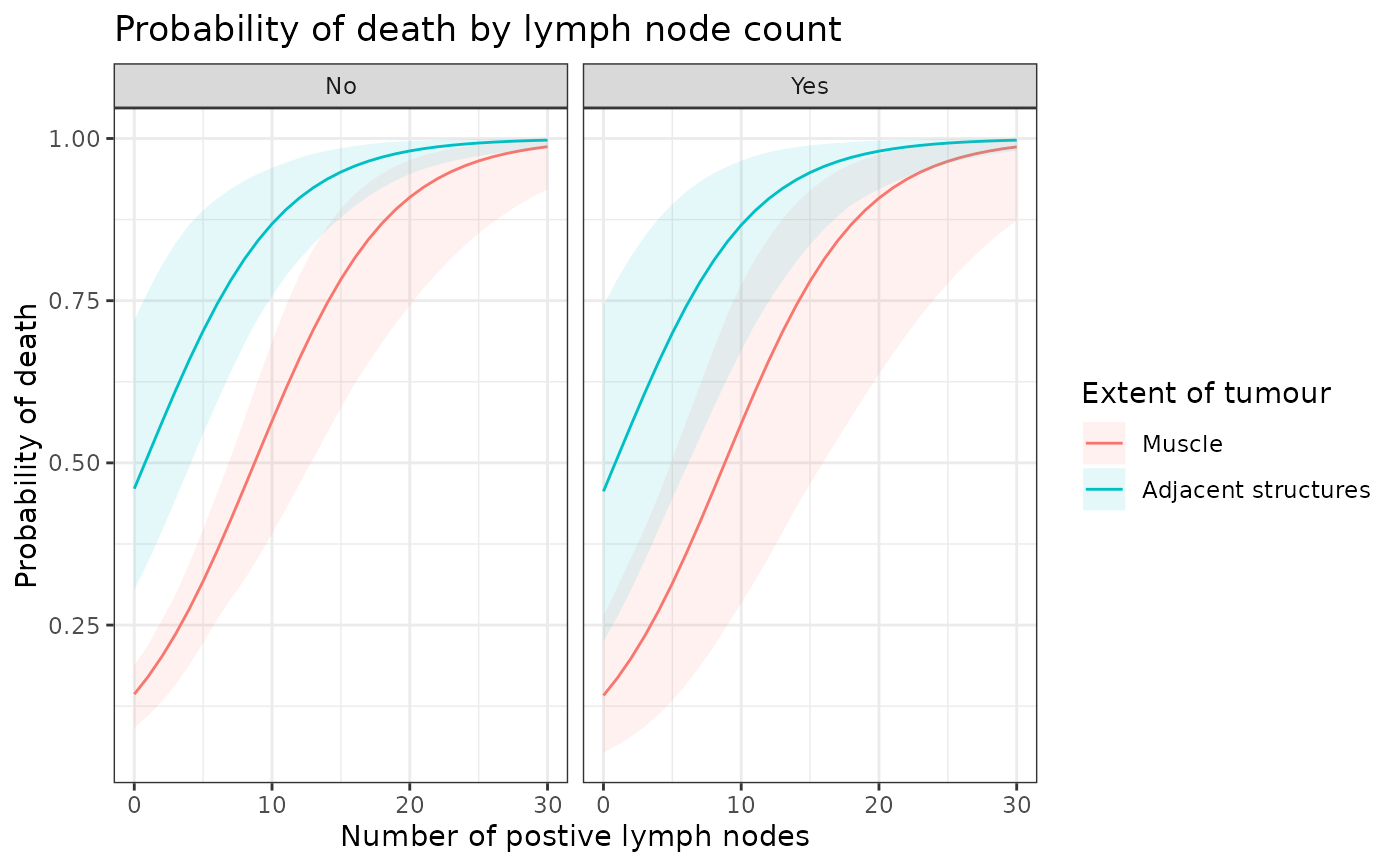 Probability of death by lymph node count
No
Yes
Probability of death
1.00
0.75
0.50
0.25
0 10 20 30
0 10 20 30
Number of postive lymph nodes
Extent of tumour
Muscle
Adjacent structures